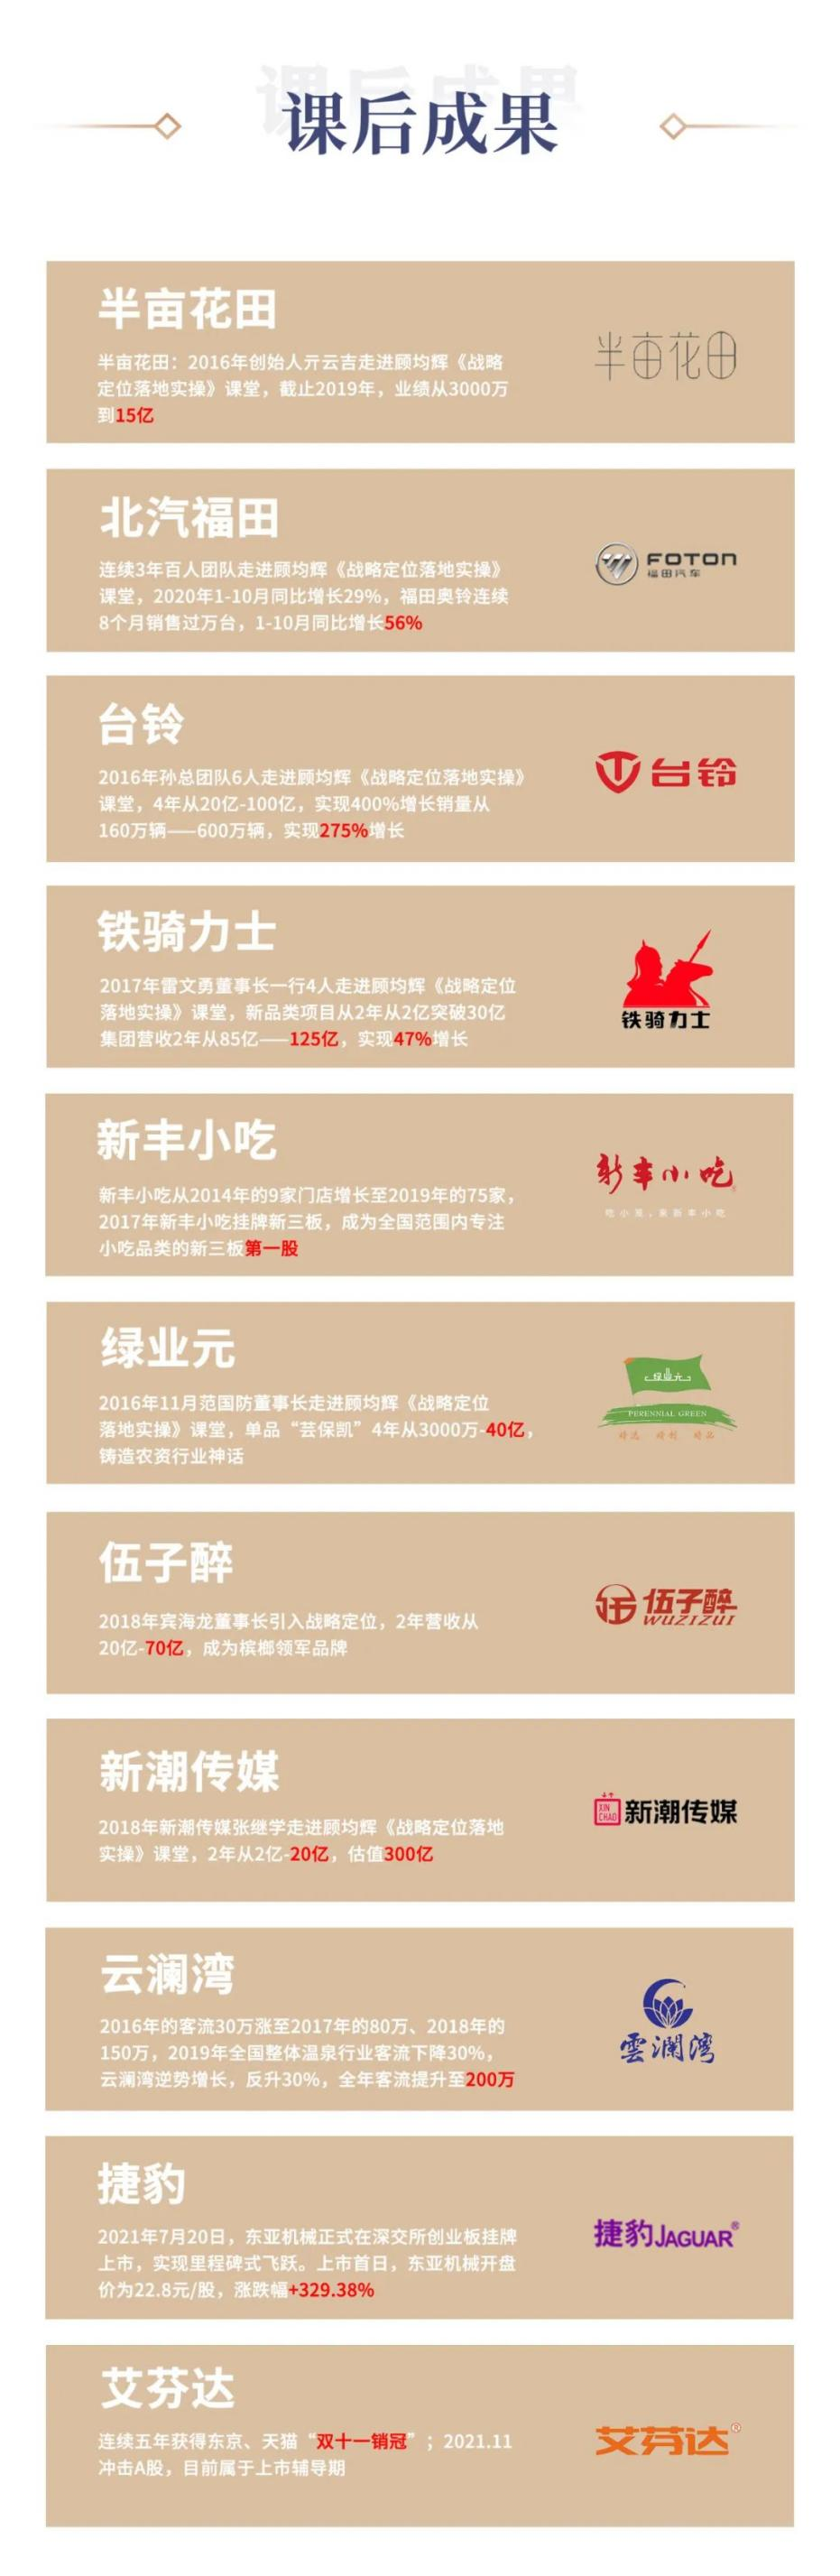 课后成果
半亩花田
半亩花田：2016年创始人亓云吉走进顾均辉《战略
定位落地实操》课堂，截止2019年，业绩从3000万
到15亿
半亩花田
北汽福田
连续3年百人团队走进顾均辉《战略定位落地实操》
课堂，2020年1-10月同比增长29%，福田奥铃连续
8个月销售过万台，1-10月同比增长56%
FOTON
福田汽车
台铃
2016年孙总团队6人走进顾均辉《战略定位落地实操》
课堂，4年从20亿-100亿，实现400%增长销量从
160万辆——600万辆，实现275%增长
台铃
铁骑力士
2017年雷文勇董事长一行4人走进顾均辉《战略定位
落地实操》课堂，新品类项目从2年从2亿突破30亿
集团营收2年从85亿——125亿，实现47%增长
铁骑力士
新丰小吃
新丰小吃从2014年的9家门店增长至2019年的75家，
2017年新丰小吃挂牌新三板，成为全国范围内专注
小吃品类的新三板第一股
新丰小吃
吃小笼，来新丰小吃
绿业元
2016年11月范国防董事长走进顾均辉《战略定位
落地实操》课堂，单品“芸保凯”4年从3000万-40亿，
铸造农资行业神话
绿业元
PERENNIAL GREEN
伍子醉
2018年宾海龙董事长引入战略定位，2年营收从
20亿-70亿，成为槟榔领军品牌
伍子醉
WUZIZUI
新潮传媒
2018年新潮传媒张继学走进顾均辉《战略定位落地
实操》课堂，2年从2亿-20亿，估值300亿
XIN
CHAO
新潮传媒
云澜湾
2016年的客流30万涨至2017年的80万、2018年的
150万，2019年全国整体温泉行业客流下降30%，
云澜湾逆势增长，反升30%，全年客流提升至200万
雲澜灣
捷豹
2021年7月20日，东亚机械正式在深交所创业板挂牌
上市，实现里程碑式飞跃。上市首日，东亚机械开盘
价为22.8元/股，涨跌幅+329.38%
捷豹JAGUAR®
艾芬达
连续五年获得东京、天猫“双十一销冠”；2021.11
冲击A股，目前属于上市辅导期
艾芬达®